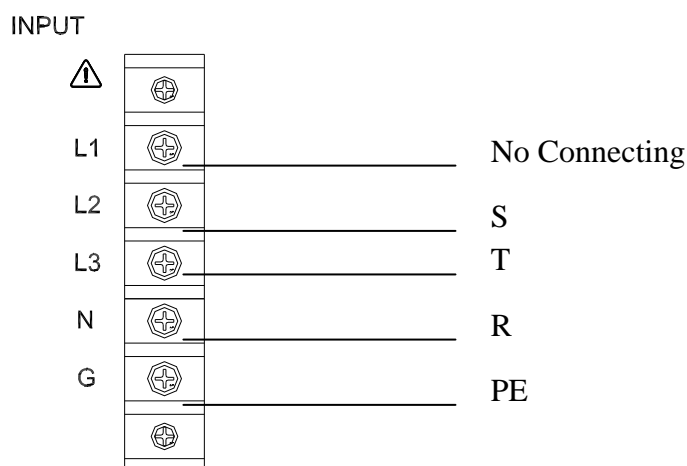 INPUT
L1 No Connecting
L2 S
L3 T
N R
G PE